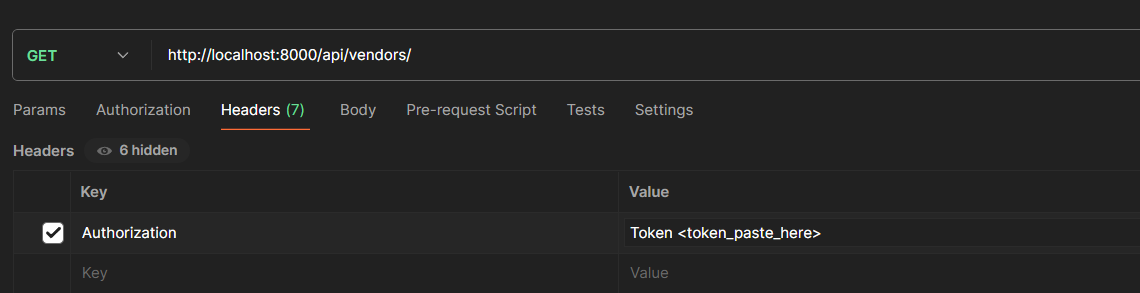 GET http://localhost:8000/api/vendors/
Params Authorization Headers (7) Body Pre-request Script Tests Settings
Headers 6 hidden
Key Value
Authorization Token <token_paste_here>
Key Value